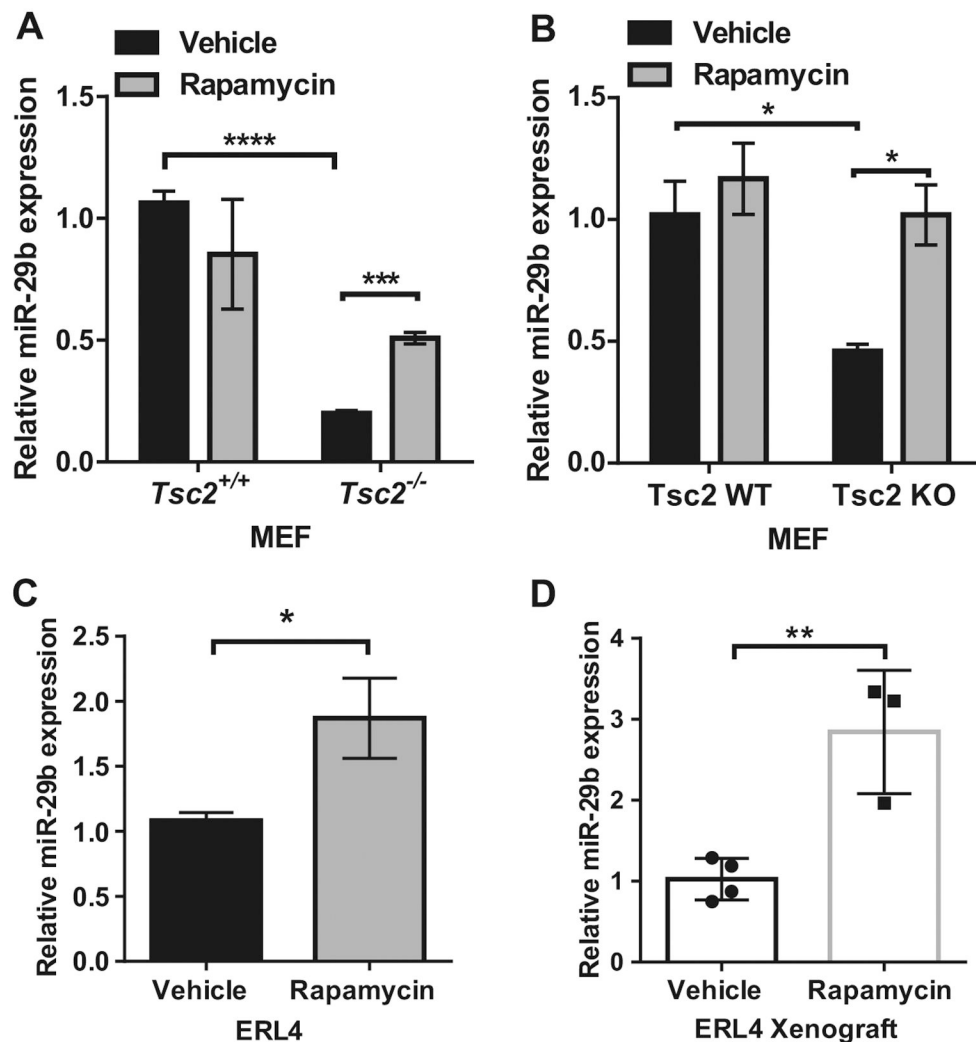 A
Vehicle
Rapamycin
Relative miR-29b expression
1.5
1.0
0.5
0.0
****
***
Tsc2+/+
Tsc2-/-
MEF
B
Vehicle
Rapamycin
Relative miR-29b expression
1.5
1.0
0.5
0.0
*
*
Tsc2 WT
Tsc2 KO
MEF
C
Relative miR-29b expression
2.5
2.0
1.5
1.0
0.5
0.0
*
Vehicle
Rapamycin
ERL4
D
Relative miR-29b expression
4
3
2
1
0
**
Vehicle
Rapamycin
ERL4 Xenograft